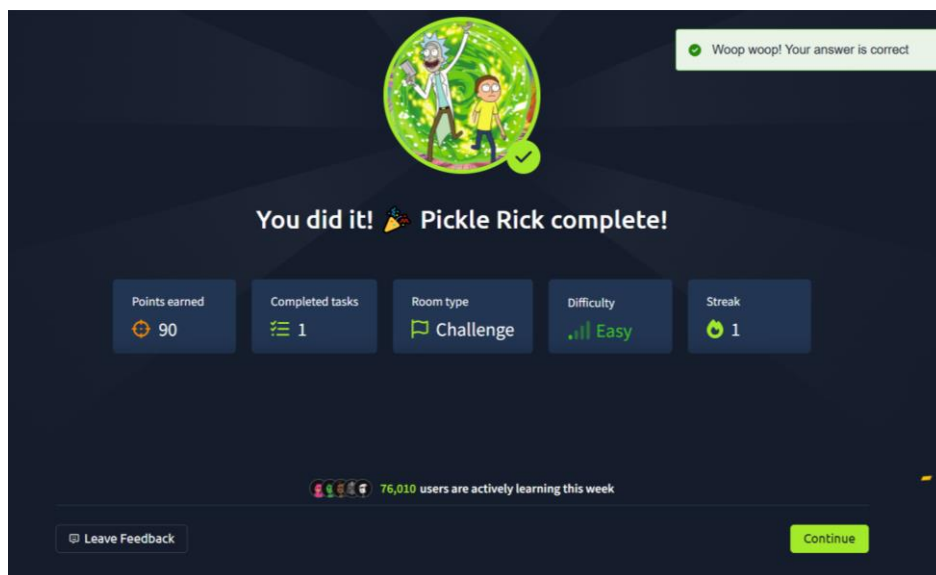 Woop woop! Your answer is correct
You did it! 🎉 Pickle Rick complete!
Points earned
90
Completed tasks
1
Room type
Challenge
Difficulty
Easy
Streak
1
76,010 users are actively learning this week
Leave Feedback
Continue